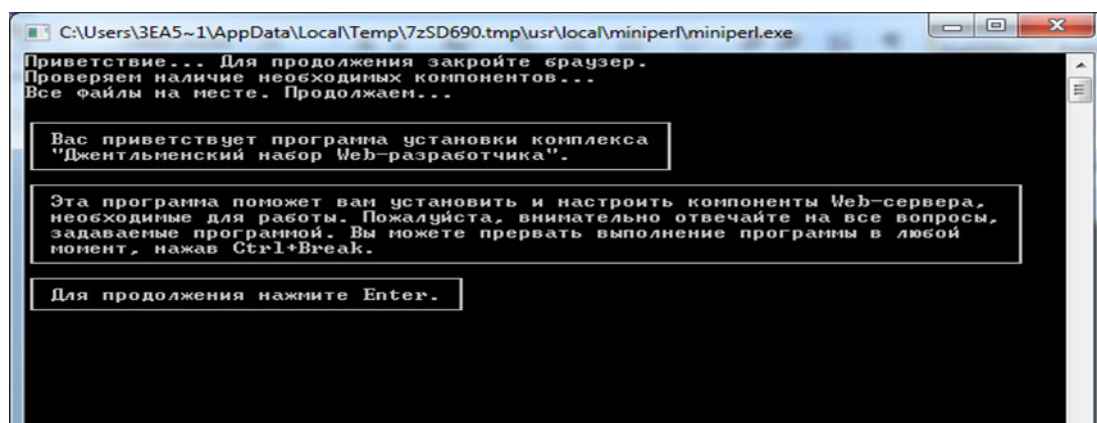 C:\Users\3EA5~1\AppData\Local\Temp\7zSD690.tmp\usr\local\miniperl\miniperl.exe
Приветствие... Для продолжения закройте браузер.
Проверяем наличие необходимых компонентов...
Все файлы на месте. Продолжаем...
Вас приветствует программа установки комплекса
"Джентльменский набор Web-разработчика".
Эта программа поможет вам установить и настроить компоненты Web-сервера,
необходимые для работы. Пожалуйста, внимательно отвечайте на все вопросы,
задаваемые программой. Вы можете прервать выполнение программы в любой
момент, нажав Ctrl+Break.
Для продолжения нажмите Enter.